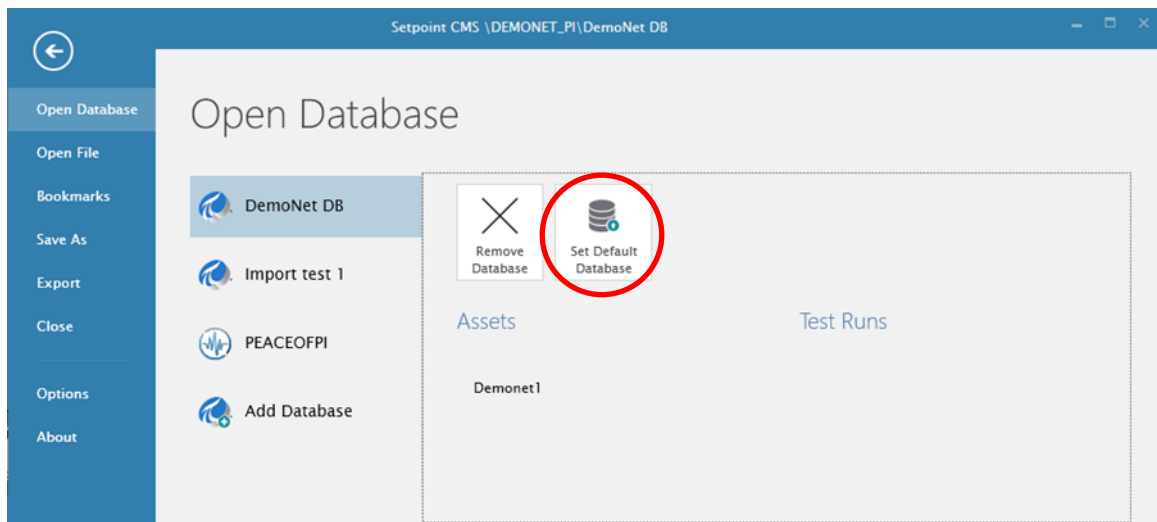 Setpoint CMS \DEMONET_PI\DemoNet DB
Open Database
Open File
Bookmarks
Save As
Export
Close
Options
About
Open Database
DemoNet DB
Import test 1
PEACEOFPI
Add Database
Remove
Database
Set Default
Database
Assets
Demonet1
Test Runs